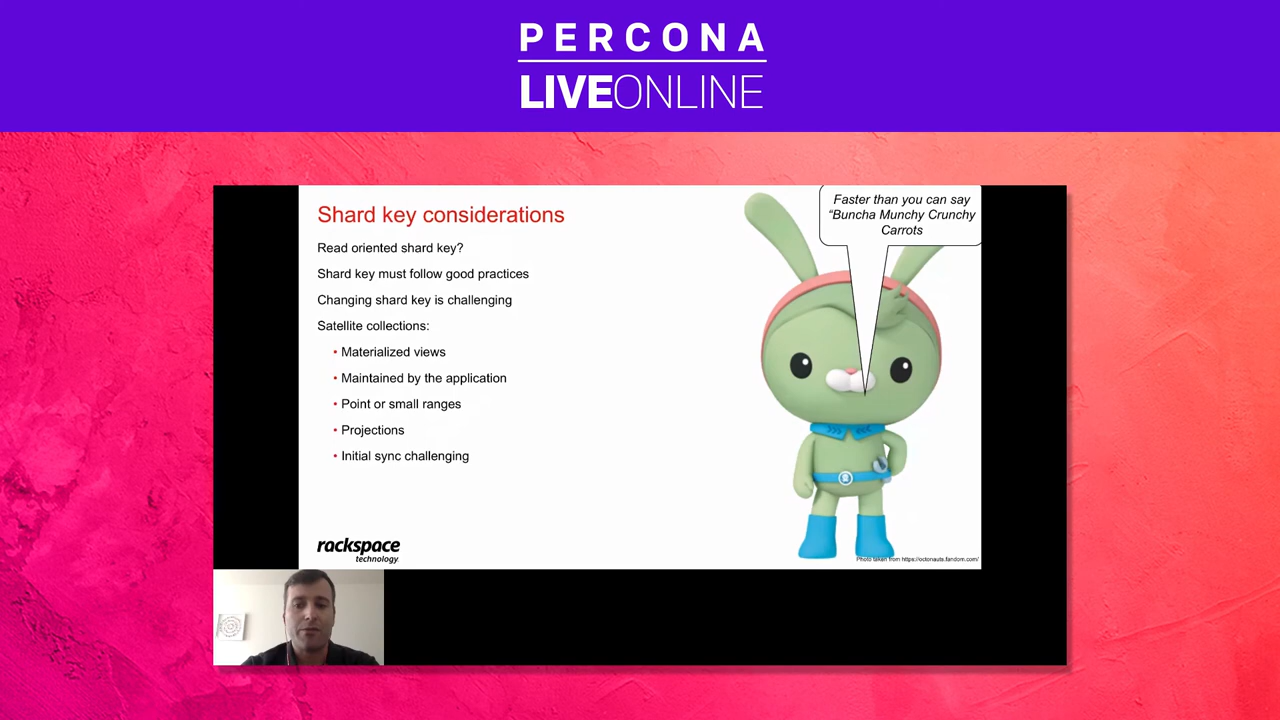 PERCONA
LIVEONLINE
Shard key considerations
Read oriented shard key?
Shard key must follow good practices
Changing shard key is challenging
Satellite collections:
• Materialized views
• Maintained by the application
• Point or small ranges
• Projections
• Initial sync challenging
Faster than you can say
“Buncha Munchy Crunchy
Carrots
rackspace
technology
Photo taken from https://octonauts.fandom.com/